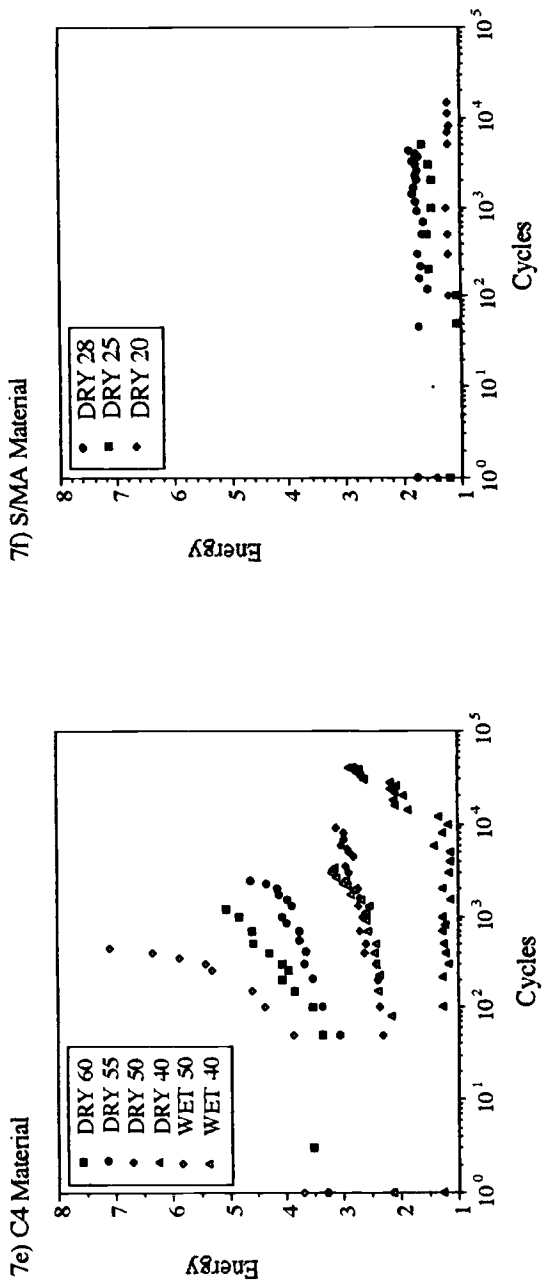 7e) C4 Material
8
7
6
5
4
3
2
1
Energy
DRY 60
DRY 55
DRY 50
DRY 40
WET 50
WET 40
10^0
10^1
10^2
10^3
10^4
10^5
Cycles
7f) S/MA Material
8
7
6
5
4
3
2
1
Energy
DRY 28
DRY 25
DRY 20
10^0
10^1
10^2
10^3
10^4
10^5
Cycles